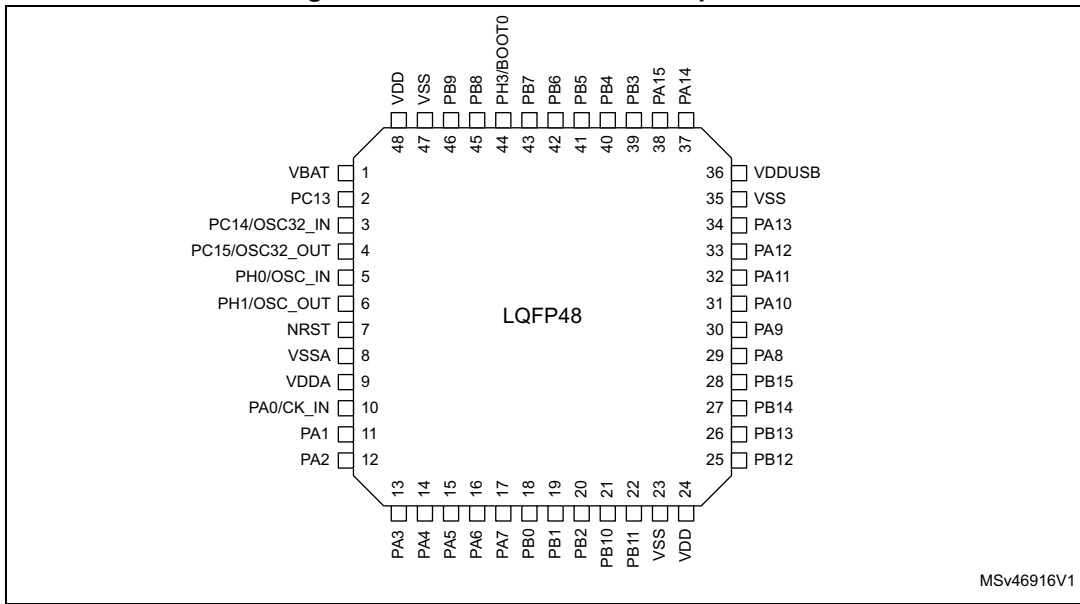 VDD
VSS
PB9
PB8
PH3/BOOT0
PB7
PB6
PB5
PB4
PB3
PA15
PA14
48
47
46
45
44
43
42
41
40
39
38
37
VBAT 1
PC13 2
PC14/OSC32_IN 3
PC15/OSC32_OUT 4
PH0/OSC_IN 5
PH1/OSC_OUT 6
NRST 7
VSSA 8
VDDA 9
PA0/CK_IN 10
PA1 11
PA2 12
LQFP48
36 VDDUSB
35 VSS
34 PA13
33 PA12
32 PA11
31 PA10
30 PA9
29 PA8
28 PB15
27 PB14
26 PB13
25 PB12
13
14
15
16
17
18
19
20
21
22
23
24
PA3
PA4
PA5
PA6
PA7
PB0
PB1
PB2
PB10
PB11
VSS
VDD
MSv46916V1